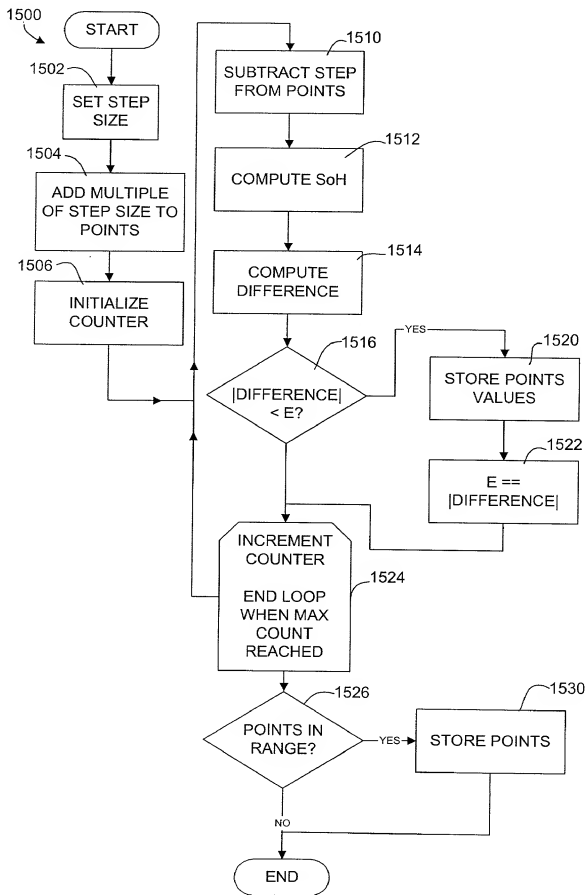 1500
START
1502
SET STEP
SIZE
1504
ADD MULTIPLE
OF STEP SIZE TO
POINTS
1506
INITIALIZE
COUNTER
1510
SUBTRACT STEP
FROM POINTS
1512
COMPUTE SoH
1514
COMPUTE
DIFFERENCE
1516
|DIFFERENCE|
< E?
YES
1520
STORE POINTS
VALUES
1522
E ==
|DIFFERENCE|
INCREMENT
COUNTER
END LOOP
WHEN MAX
COUNT
REACHED
1524
1526
POINTS IN
RANGE?
YES
1530
STORE POINTS
NO
END